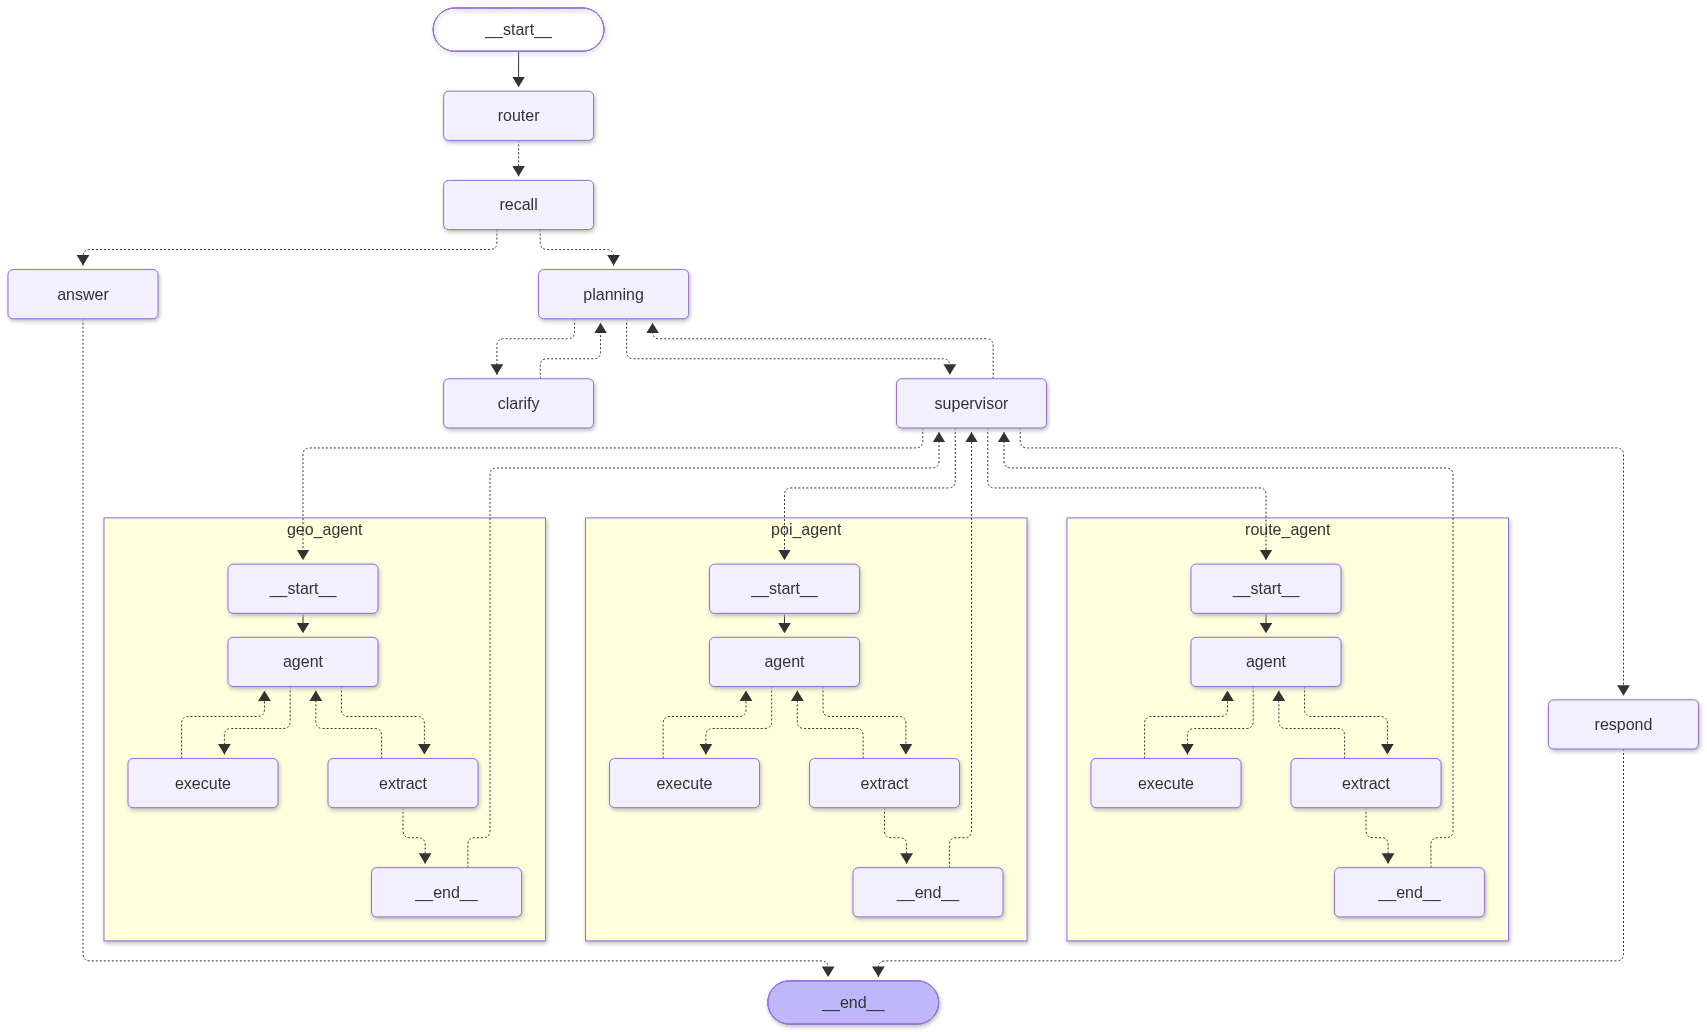 __start__
router
recall
answer
planning
clarify
supervisor
geo_agent
poi_agent
route_agent
__start__
__start__
__start__
agent
agent
agent
respond
execute
extract
execute
extract
execute
extract
__end__
__end__
__end__
__end__